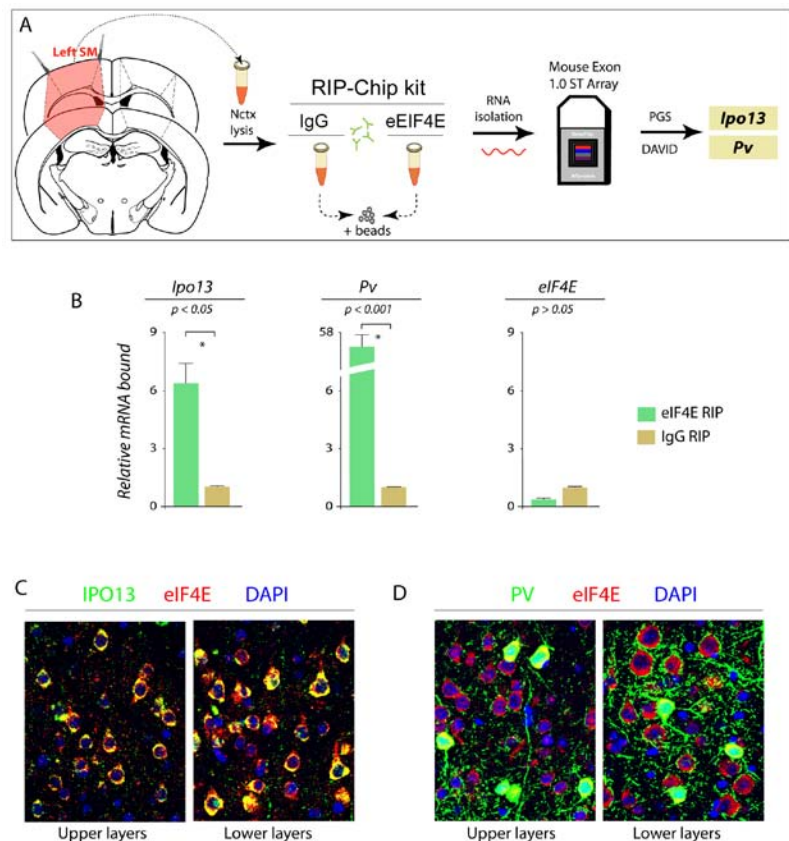 A
Left SM
Nctx
lysis
RIP-Chip kit
IgG
eEIF4E
+ beads
RNA
isolation
Mouse Exon
1.0 ST Array
PGS
DAVID
Ipo13
Pv
B
Ipo13
p < 0.05
Pv
p < 0.001
eIF4E
p > 0.05
Relative mRNA bound
9
6
3
0
*
58
6
3
0
*
9
6
3
0
eIF4E RIP
IgG RIP
C
IPO13 eIF4E DAPI
Upper layers
Lower layers
D
PV eIF4E DAPI
Upper layers
Lower layers